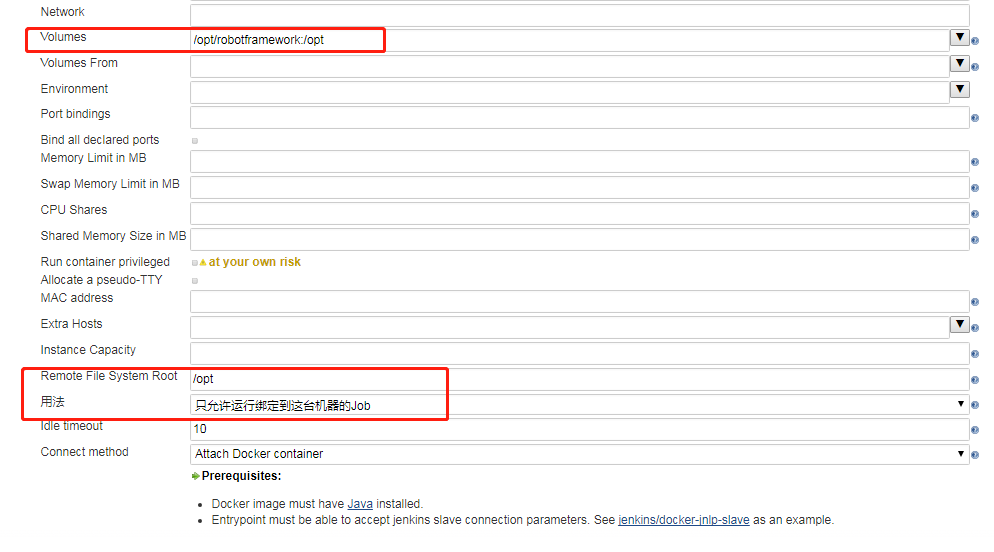 Network
Volumes /opt/robotframework:/opt
Volumes From
Environment
Port bindings
Bind all declared ports
Memory Limit in MB
Swap Memory Limit in MB
CPU Shares
Shared Memory Size in MB
Run container privileged at your own risk
Allocate a pseudo-TTY
MAC address
Extra Hosts
Instance Capacity
Remote File System Root /opt
用法 只允许运行绑定到这台机器的Job
Idle timeout 10
Connect method Attach Docker container
Prerequisites:
Docker image must have Java installed.
Entrypoint must be able to accept jenkins slave connection parameters. See jenkins/docker-jnlp-slave as an example.